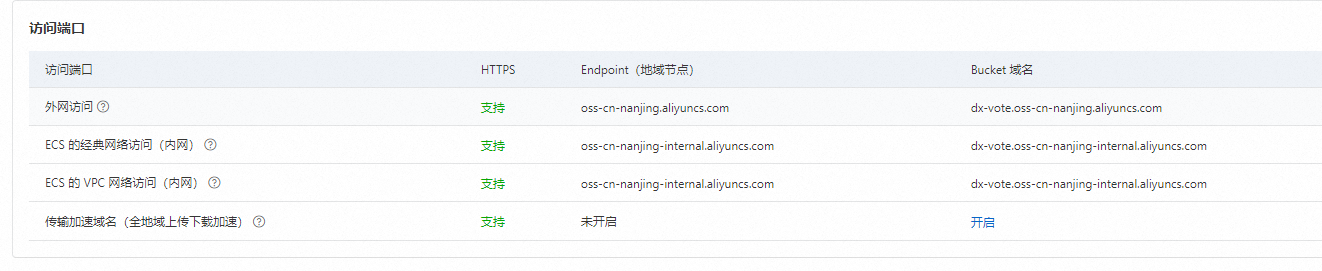 访问端口
访问端口 HTTPS Endpoint（地域节点） Bucket 域名
外网访问 支持 oss-cn-nanjing.aliyuncs.com dx-vote.oss-cn-nanjing.aliyuncs.com
ECS 的经典网络访问（内网） 支持 oss-cn-nanjing-internal.aliyuncs.com dx-vote.oss-cn-nanjing-internal.aliyuncs.com
ECS 的 VPC 网络访问（内网） 支持 oss-cn-nanjing-internal.aliyuncs.com dx-vote.oss-cn-nanjing-internal.aliyuncs.com
传输加速域名（全地域上传下载加速） 支持 未开启 开启